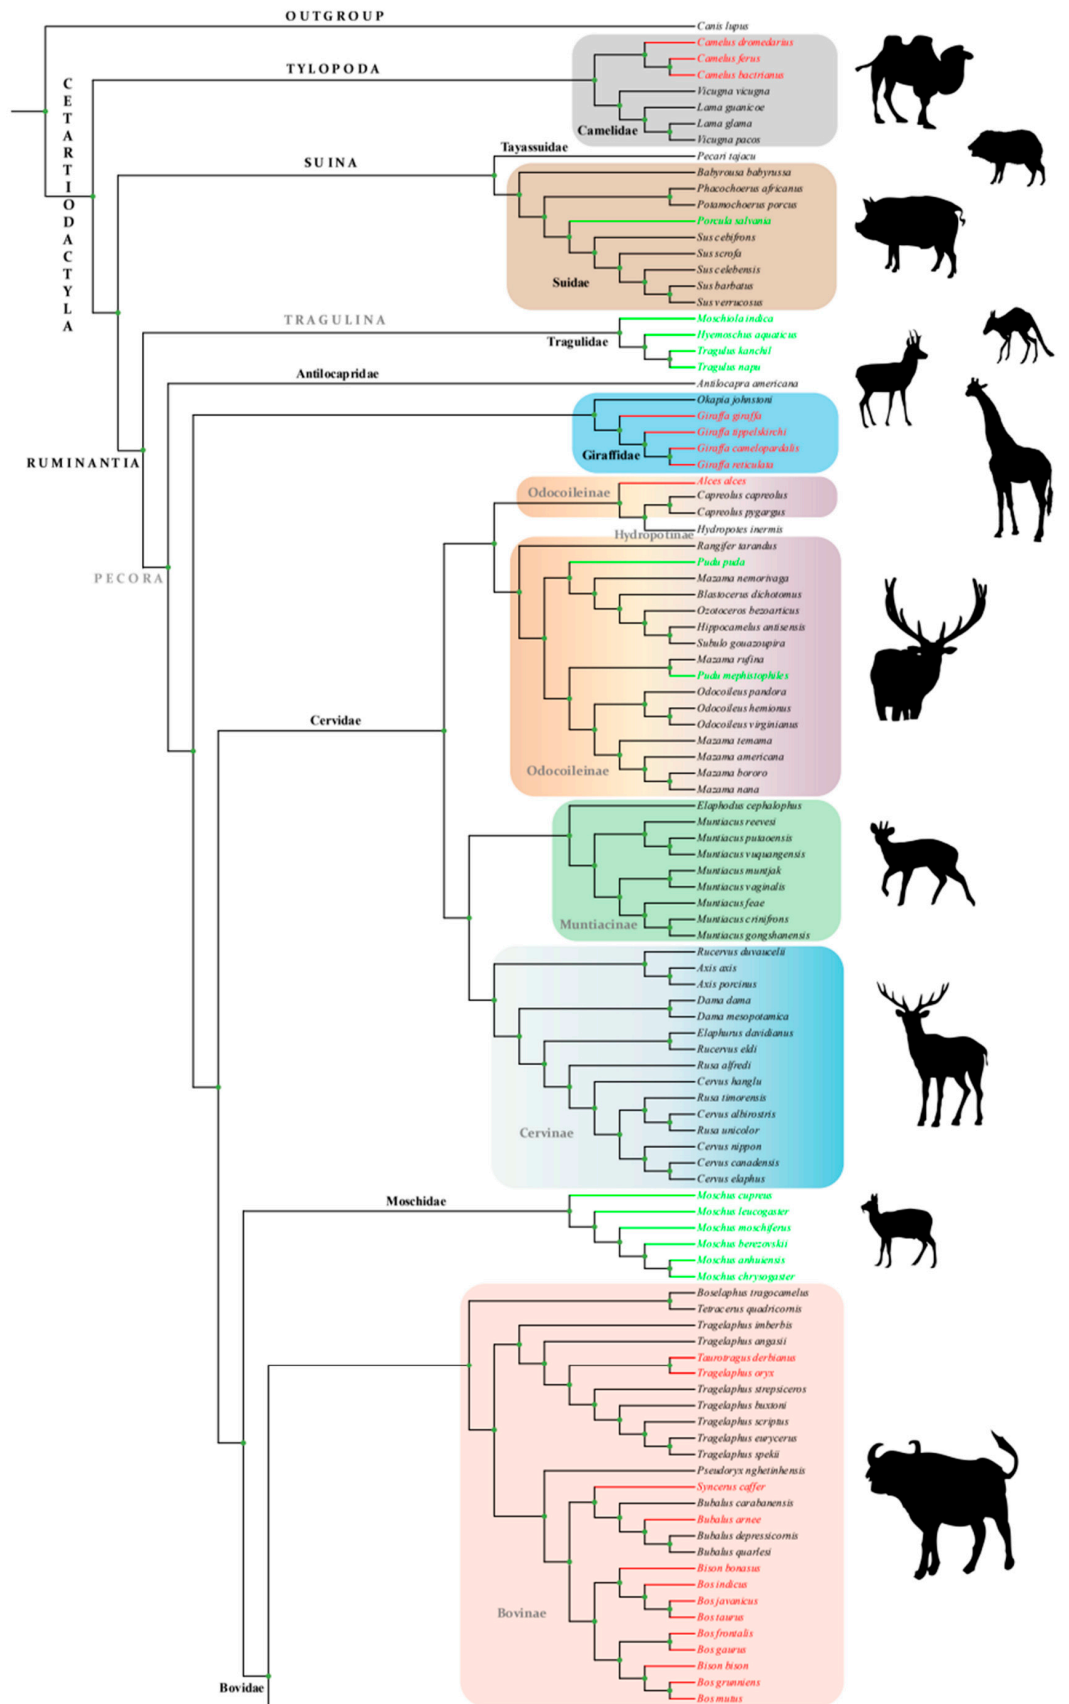 OUTGROUP
Canis lupus
Camelus dromedarius
Camelus ferus
TYLOPODA
Camelus bactrianus
CETARTIODACTYLA
Vicugna vicugna
Lama guanicoe
Lama glama
Camelidae
Vicugna pacos
Tayassuidae
Pecari tajacu
SUINA
Babyrousa babyrussa
Phacochoerus africanus
Potamochoerus porcus
Porcula salvania
Sus cebifrons
Sus scrofa
Sus celebensis
Suidae
Sus barbatus
Sus verrucosus
TRAGULINA
Moschiola indica
Hyemoschus aquaticus
Tragulidae
Tragulus kanchil
Tragulus napu
Antilocapridae
Antilocapra americana
Okapia johnstoni
Giraffa giraffa
Giraffa tippelskirchi
Giraffa camelopardalis
Giraffidae
Giraffa reticulata
RUMINANTIA
Alces alces
Odocoileinae
Capreolus capreolus
Capreolus pygargus
Hydropotes inermis
Hydropotinae
Rangifer tarandus
Pudu puda
PECORA
Mazama nemorivaga
Blastocerus dichotomus
Ozotoceros bezoarticus
Hippocamelus antisensis
Subulo gouazoupira
Mazama rufina
Pudu mephistophiles
Odocoileus pandora
Odocoileus hemionus
Cervidae
Odocoileus virginianus
Mazama temama
Mazama americana
Odocoileinae
Mazama bororo
Mazama nana
Elaphodus cephalophus
Muntiacus reevesi
Muntiacus putaoensis
Muntiacus vuquangensis
Muntiacus muntjak
Muntiacus vaginalis
Muntiacus feae
Muntiacus crinifrons
Muntiacinae
Muntiacus gongshanensis
Rucervus duvaucelii
Axis axis
Axis porcinus
Dama dama
Dama mesopotamica
Elaphurus davidianus
Rucervus eldi
Rusa alfredi
Cervus hanglu
Rusa timorensis
Cervus albirostris
Rusa unicolor
Cervinae
Cervus nippon
Cervus canadensis
Cervus elaphus
Moschidae
Moschus cupreus
Moschus leucogaster
Moschus moschiferus
Moschus berezovskii
Moschus anhuiensis
Moschus chrysogaster
Boselaphus tragocamelus
Tetracerus quadricornis
Tragelaphus imberbis
Tragelaphus angasii
Taurotragus derbianus
Tragelaphus oryx
Tragelaphus strepsiceros
Tragelaphus buxtoni
Tragelaphus scriptus
Tragelaphus eurycerus
Tragelaphus spekii
Pseudoryx nghetinhensis
Syncerus caffer
Bubalus carabanensis
Bubalus arnee
Bubalus depressicornis
Bubalus quarlesi
Bison bonasus
Bos indicus
Bos javanicus
Bovinae
Bos taurus
Bos frontalis
Bos gaurus
Bison bison
Bos grunniens
Bovidae
Bos mutus